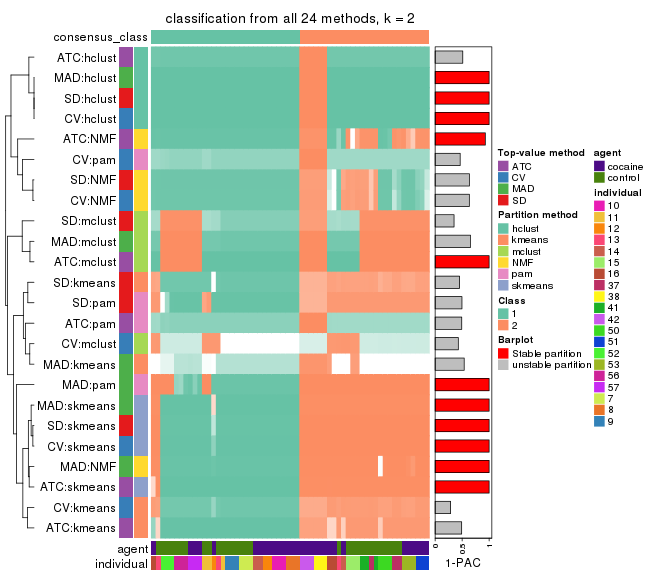 classification from all 24 methods, k = 2
consensus_class
ATC:hclust
MAD:hclust
SD:hclust
CV:hclust
ATC:NMF
CV:pam
SD:NMF
CV:NMF
SD:mclust
MAD:mclust
ATC:mclust
SD:kmeans
SD:pam
ATC:pam
CV:mclust
MAD:kmeans
MAD:pam
MAD:skmeans
SD:skmeans
CV:skmeans
MAD:NMF
ATC:skmeans
CV:kmeans
ATC:kmeans
agent
individual
0
0.5
1
1-PAC
Top-value method
ATC
CV
MAD
SD
Partition method
hclust
kmeans
mclust
NMF
pam
skmeans
Class
1
2
Barplot
Stable partition
unstable partition
agent
cocaine
control
individual
10
11
12
13
14
15
16
37
38
41
42
50
51
52
53
56
57
7
8
9